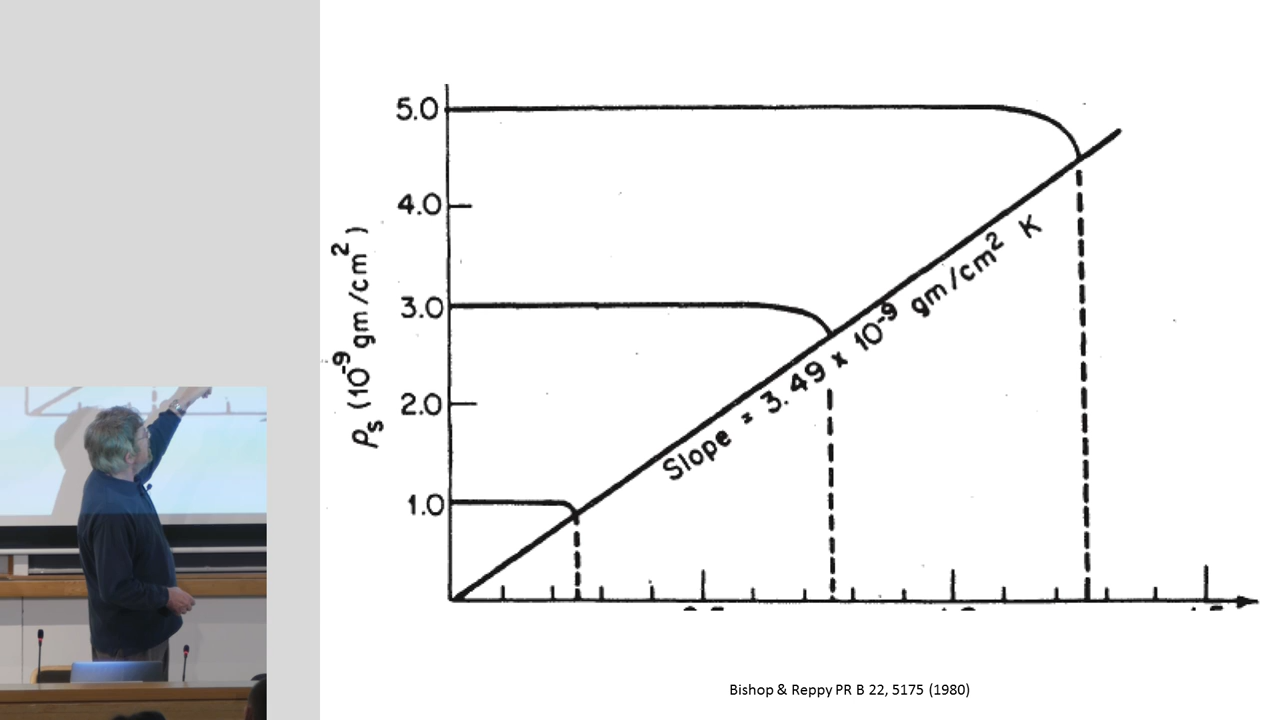 5.0
4.0
3.0
2.0
1.0
ρs (10-9 gm/cm2)
Slope = 3.49 x 10-9 gm/cm2 K
Bishop & Reppy PR B 22, 5175 (1980)